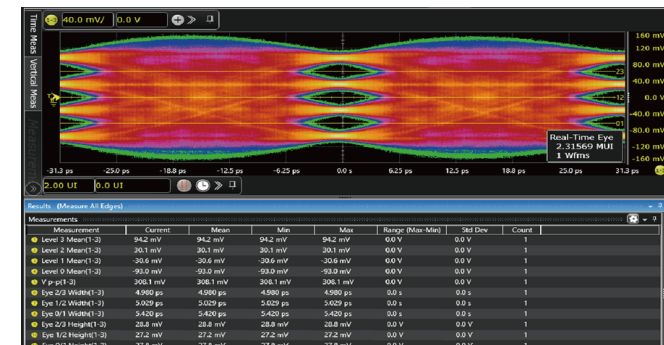 Time Meas
Vertical Meas
40.0 mV/ 0.0 V
160 mV
120 mV
80.0 mV
0.0 V
-40.0 mV
-80.0 mV
-120 mV
-160 mV
23
12
01
Real-Time Eye
2.31569 MUI
1 Wfms
-31.3 ps -25.0 ps -18.8 ps -12.5 ps -6.25 ps 0.0 s 6.25 ps 12.5 ps 18.8 ps 25.0 ps 31.3 ps
2.00 UI 0.0 UI
Results (Measure All Edges)
Measurements
Measurement Current Mean Min Max Range (Max-Min) Std Dev Count
Level 3 Mean(1-3) 94.2 mV 94.2 mV 94.2 mV 94.2 mV 0.0 V 0.0 V 1
Level 2 Mean(1-3) 30.1 mV 30.1 mV 30.1 mV 30.1 mV 0.0 V 0.0 V 1
Level 1 Mean(1-3) -30.6 mV -30.6 mV -30.6 mV -30.6 mV 0.0 V 0.0 V 1
Level 0 Mean(1-3) -93.0 mV -93.0 mV -93.0 mV -93.0 mV 0.0 V 0.0 V 1
V p-p(1-3) 308.1 mV 308.1 mV 308.1 mV 308.1 mV 0.0 V 0.0 V 1
Eye 2/3 Width(1-3) 4.980 ps 4.980 ps 4.980 ps 4.980 ps 0.0 s 0.0 s 1
Eye 1/2 Width(1-3) 5.029 ps 5.029 ps 5.029 ps 5.029 ps 0.0 s 0.0 s 1
Eye 0/1 Width(1-3) 5.420 ps 5.420 ps 5.420 ps 5.420 ps 0.0 s 0.0 s 1
Eye 2/3 Height(1-3) 28.8 mV 28.8 mV 28.8 mV 28.8 mV 0.0 V 0.0 V 1
Eye 1/2 Height(1-3) 27.2 mV 27.2 mV 27.2 mV 27.2 mV 0.0 V 0.0 V 1